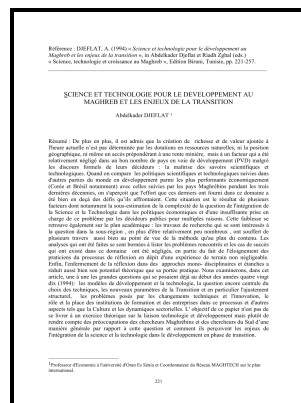 Référence : DJEFLAT, A. (1994) « Science et technologie pour le développement au
Maghreb et les enjeux de la transition », in Abdelkader Djeflat et Riadh Zghal (eds.)
« Science, technologie et croissance au Maghreb », Edition Biruni, Tunisie, pp. 221-257.
SCIENCE ET TECHNOLOGIE POUR LE DEVELOPPEMENT AU
MAGHREB ET LES ENJEUX DE LA TRANSITION
Abdelkader DJEFLAT 1
Résumé : De plus en plus, il est admis que la création de richesse et de valeur ajoutée à
l'heure actuelle n'est pas déterminée par les dotations en ressources naturelles, ni la position
géographique, ni même un accès prépondérant à une rente minière, mais à un facteur qui a été
relativement négligé dans un bon nombre de pays en voie de développement (PVD) malgré
les discours formels de leurs décideurs : la maîtrise des savoirs scientifiques et
technologiques. Quand on compare les politiques scientifiques et technologiques suivies dans
d'autres parties du monde en développement parmi les plus performants économiquement
(Corée et Brésil notamment) avec celles suivies par les pays Maghrébins pendant les trois
dernières décennies, on s'aperçoit que l'effort que ces derniers ont fourni dans ce domaine a
été bien en deçà des défis qu'ils affrontaient. Cette situation est le résultat de plusieurs
facteurs dont notamment la sous-estimation de la complexité de la question de l'intégration de
la Science et la Technologie dans les politiques économiques et d'une insuffisante prise en
charge de ce problème par les décideurs publics pour multiples raisons. Cette faiblesse se
retrouve également sur le plan académique : les travaux de recherche qui se sont intéressés à
la question dans la sous-région , en plus d'être relativement peu nombreux, , ont souffert de
plusieurs travers aussi bien au point de vue de la méthode qu'au plan du contenu. Les
analyses qui ont été faites se sont bornées à lister les problèmes rencontrés et les cas de succès
qui ont existé dans ce domaine ont été négligés, en partie du fait de l'éloignement des
praticiens du processus de réflexion en dépit d'une expérience de terrain non négligeable.
Enfin, l'enfermement de la réflexion dans des approches mono- disciplinaires et étanches a
réduit aussi bien son potentiel théorique que sa portée pratique. Nous examinerons, dans cet
article, une à une les grandes questions qui se posaient déjà au début des années quatre vingt
dix (1994): les modèles de développement et la technologie, la question encore centrale du
choix des techniques, les nouveaux paramètres de la Transition et en particulier l'ajustement
structurel, les problèmes posés par les changements techniques et l'innovation, le
rôle et la place des institutions de formation et des entreprises dans ce processus et d'autres
aspects tels que la Culture et les dynamiques sectorielles. L' objectif de ce papier n'est pas de
se livrer à un exercice théorique sur la liaison technologie et développement mais plutôt de
rendre compte des préoccupations des chercheurs Maghrébins et des chercheurs du Sud d'une
manière générale par rapport à cette question et comment ils perçoivent les enjeux de
l'intégration de la science et technologie dans le développement en phase de transition.
1 Professeur d'Economie à l'université d'Oran Es Sénia et Coordonnateur du Réseau MAGHTECH sur le plan
international.
221